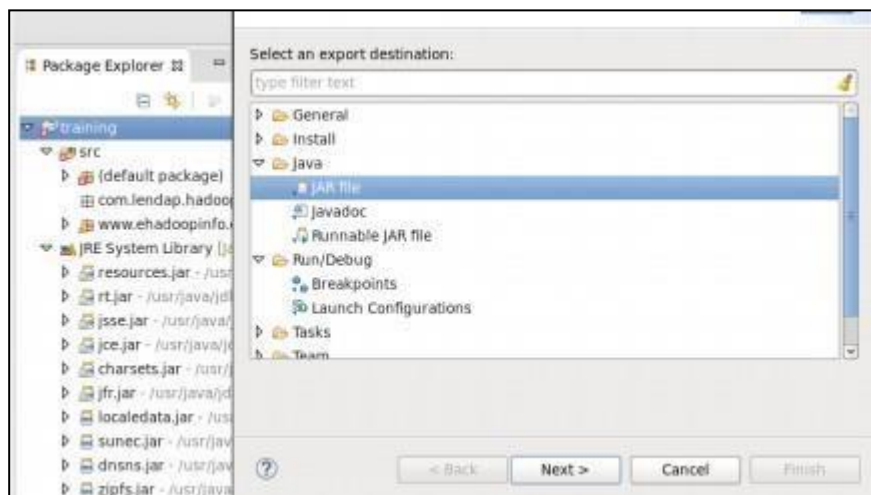 Package Explorer
training
src
(default package)
com.lendap.hadoop
www.ehadoopinfo.
JRE System Library
resources.jar - /usr
rt.jar - /usr/java/jd
jsse.jar - /usr/java/
jce.jar - /usr/java/
charsets.jar - /usr/
jfr.jar - /usr/java/jd
localedata.jar - /us
sunec.jar - /usr/jav
dnsns.jar - /usr/jav
zipfs.jar - /usr/java
Select an export destination:
type filter text
General
Install
Java
JAR file
Javadoc
Runnable JAR file
Run/Debug
Breakpoints
Launch Configurations
Tasks
Team
< Back
Next >
Cancel
Finish